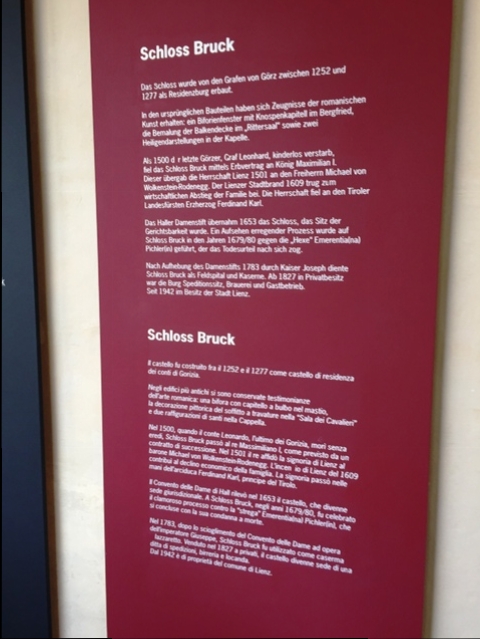 Schloss Bruck
Das Schloss wurde von den Grafen von Görz zwischen 1252 und
1277 als Residenzburg erbaut.
In den ursprünglichen Bauteilen haben sich Zeugnisse der romanischen
Kunst erhalten: ein Biforienfenster mit Knospenkapitell im Bergfried,
die Bemalung der Balkendecke im „Rittersaal" sowie zwei
Heiligendarstellungen in der Kapelle.
Als 1500 d r letzte Görzer, Graf Leonhard, kinderlos verstarb,
fiel das Schloss Bruck mittels Erbvertrag an König Maximilian I.
Dieser übergab die Herrschaft Lienz 1501 an den Freiherrn Michael von
Wolkenstein-Rodenegg. Der Lienzer Stadtbrand 1609 trug zum
wirtschaftlichen Abstieg der Familie bei. Die Herrschaft fiel an den Tiroler
Landesfürsten Erzherzog Ferdinand Karl.
Das Haller Damenstift übernahm 1653 das Schloss, das Sitz der
Gerichtsbarkeit wurde. Ein Aufsehen erregender Prozess wurde auf
Schloss Bruck in den Jahren 1679/80 gegen die „Hexe" Emerentia(na)
Pichler(in) geführt, der das Todesurteil nach sich zog.
Nach Aufhebung des Damenstifts 1783 durch Kaiser Joseph diente
Schloss Bruck als Feldspital und Kaserne. Ab 1827 in Privatbesitz
war die Burg Speditionssitz, Brauerei und Gastbetrieb.
Seit 1942 im Besitz der Stadt Lienz.
Schloss Bruck
Il castello fu costruito fra il 1252 e il 1277 come castello di residenza
dei conti di Gorizia.
Negli edifici più antichi si sono conservate testimonianze
dell'arte romanica: una bifora con capitello a bulbo nel mastio,
la decorazione pittorica del soffitto a travature nella "Sala dei Cavalieri"
e due raffigurazioni di santi nella Cappella.
Nel 1500, quando il conte Leonardo, l'ultimo dei Gorizia, morì senza
eredi, Schloss Bruck passò al re Massimiliano I, come previsto da un
contratto di successione. Nel 1501 il re affidò la signoria di Lienz al
barone Michael von Wolkenstein-Rodenegg. L'incen io di Lienz del 1609
contribuì al declino economico della famiglia. La signoria passò nelle
mani dell'arciduca Ferdinand Karl, principe del Tirolo.
Il Convento delle Dame di Hall rilevò nel 1653 il castello, che divenne
sede giurisdizionale. A Schloss Bruck, negli anni 1679/80, fu celebrato
il clamoroso processo contro la "strega" Emerentia(na) Pichler(in), che
si concluse con la sua condanna a morte.
Nel 1783, dopo lo scioglimento del Convento delle Dame ad opera
dell'imperatore Giuseppe, Schloss Bruck fu utilizzato come caserma
lazzaretto. Venduto nel 1827 a privati, il castello divenne sede di una
ditta di spedizioni, birreria e locanda.
Dal 1942 è di proprietà del comune di Lienz.